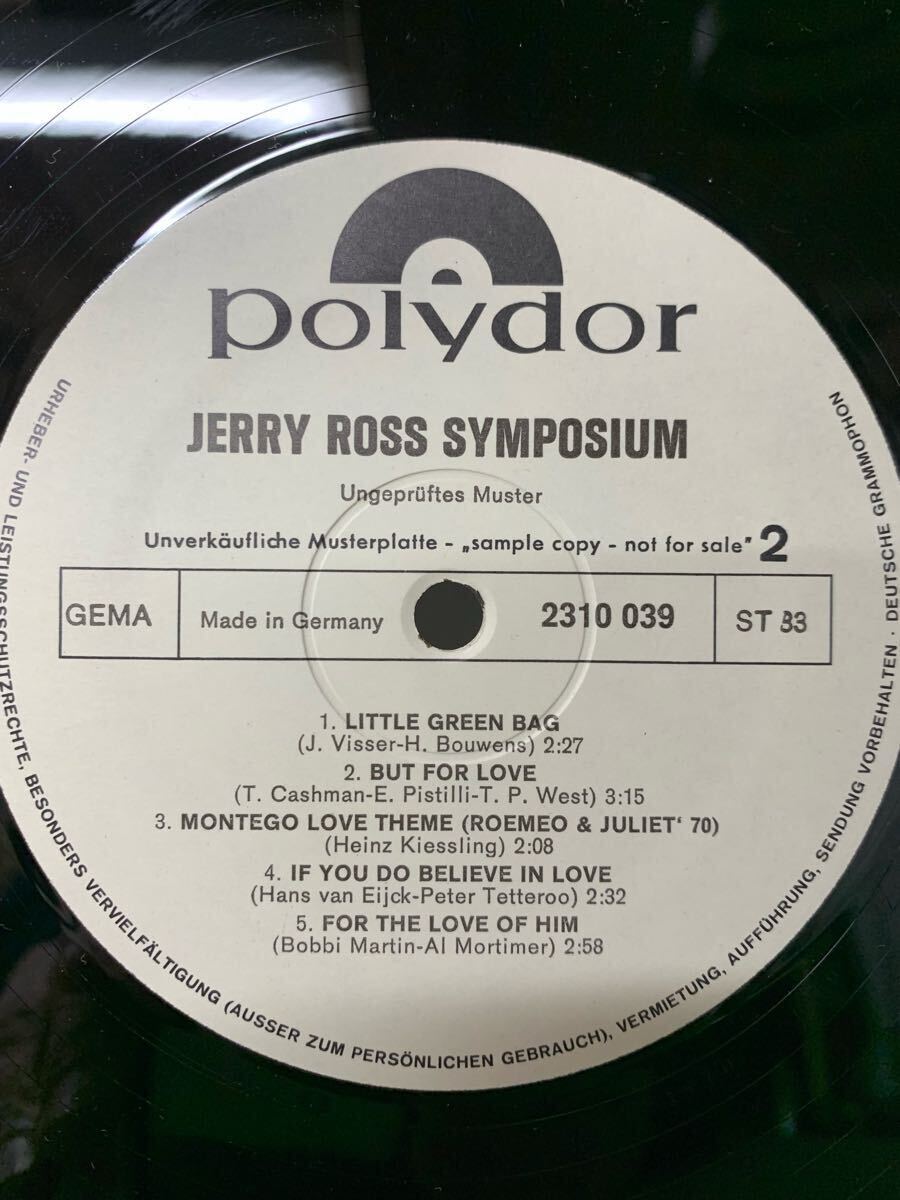 polydor
JERRY ROSS SYMPOSIUM
Ungeprüftes Muster
Unverkäufliche Musterplatte - „sample copy - not for sale" 2
GEMA Made in Germany 2310 039 ST 33
1. LITTLE GREEN BAG
(J. Visser-H. Bouwens) 2:27
2. BUT FOR LOVE
(T. Cashman-E. Pistilli-T. P. West) 3:15
3. MONTEGO LOVE THEME (ROEMEO & JULIET' 70)
(Heinz Kiessling) 2:08
4. IF YOU DO BELIEVE IN LOVE
(Hans van Eijck-Peter Tetteroo) 2:32
5. FOR THE LOVE OF HIM
(Bobbi Martin-Al Mortimer) 2:58
URHEBER- UND LEISTUNGSSCHUTZRECHTE, BESONDERS VERVIELFÄLTIGUNG (AUSSER ZUM PERSÖNLICHEN GEBRAUCH), VERMIETUNG, AUFFÜHRUNG, SENDUNG VORBEHALTEN · DEUTSCHE GRAMMOPHON